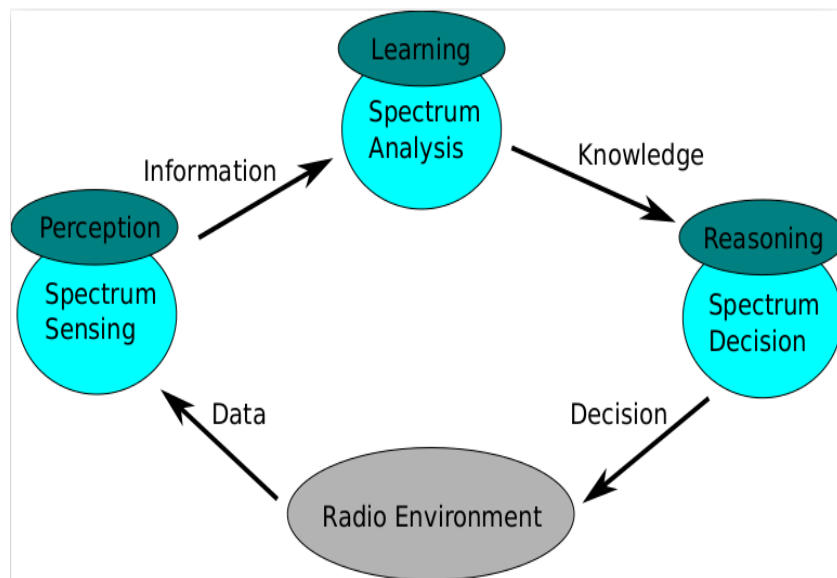 Learning
Spectrum
Analysis
Information
Knowledge
Perception
Reasoning
Spectrum
Sensing
Spectrum
Decision
Data
Decision
Radio Environment